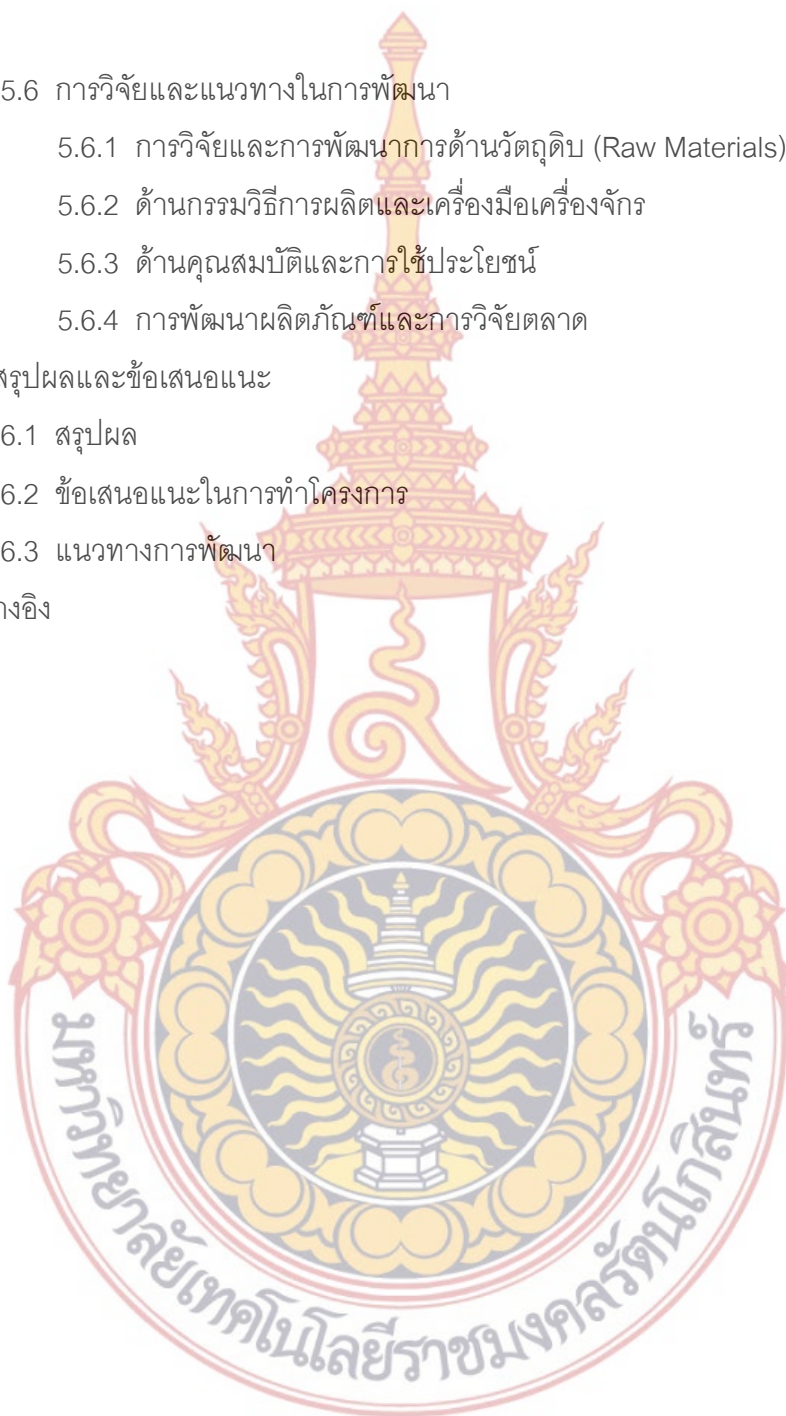 5.6 การวิจัยและแนวทางในการพัฒนา
5.6.1 การวิจัยและการพัฒนาการด้านวัตถุดิบ (Raw Materials)
5.6.2 ด้านกรรมวิธีการผลิตและเครื่องมือเครื่องจักร
5.6.3 ด้านคุณสมบัติและการใช้ประโยชน์
5.6.4 การพัฒนาผลิตภัณฑ์และการวิจัยตลาด
สรุปผลและข้อเสนอแนะ
6.1 สรุปผล
6.2 ข้อเสนอแนะในการทำโครงการ
6.3 แนวทางการพัฒนา
างอิง
มหาวิทยาลัยเทคโนโลยีราชมงคลรัตนโกสินทร์